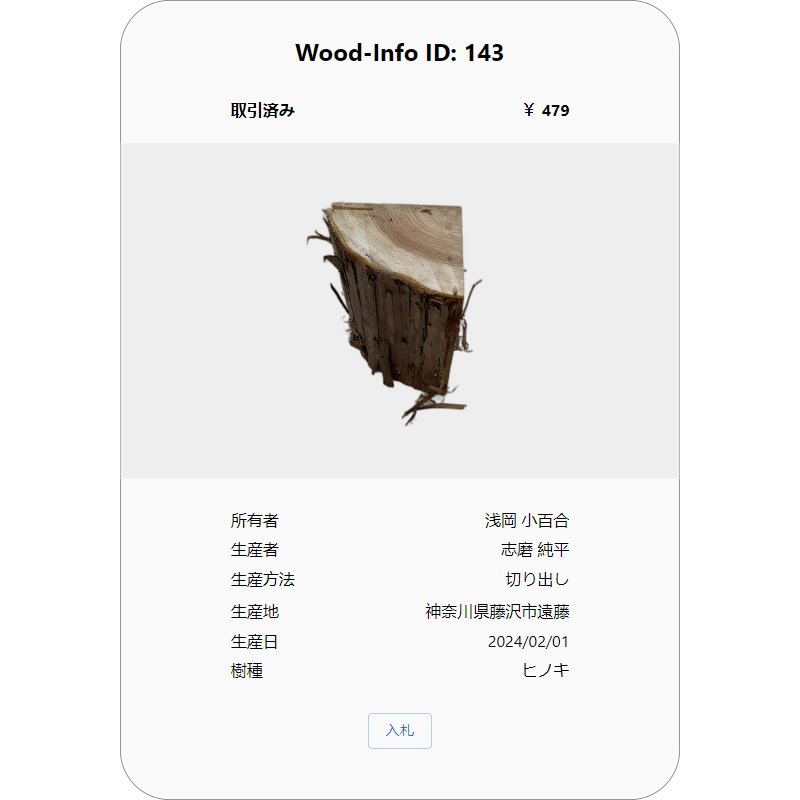 Wood-Info ID: 143
取引済み ￥ 479
所有者 浅岡 小百合
生産者 志磨 純平
生産方法 切り出し
生産地 神奈川県藤沢市遠藤
生産日 2024/02/01
樹種 ヒノキ
入札